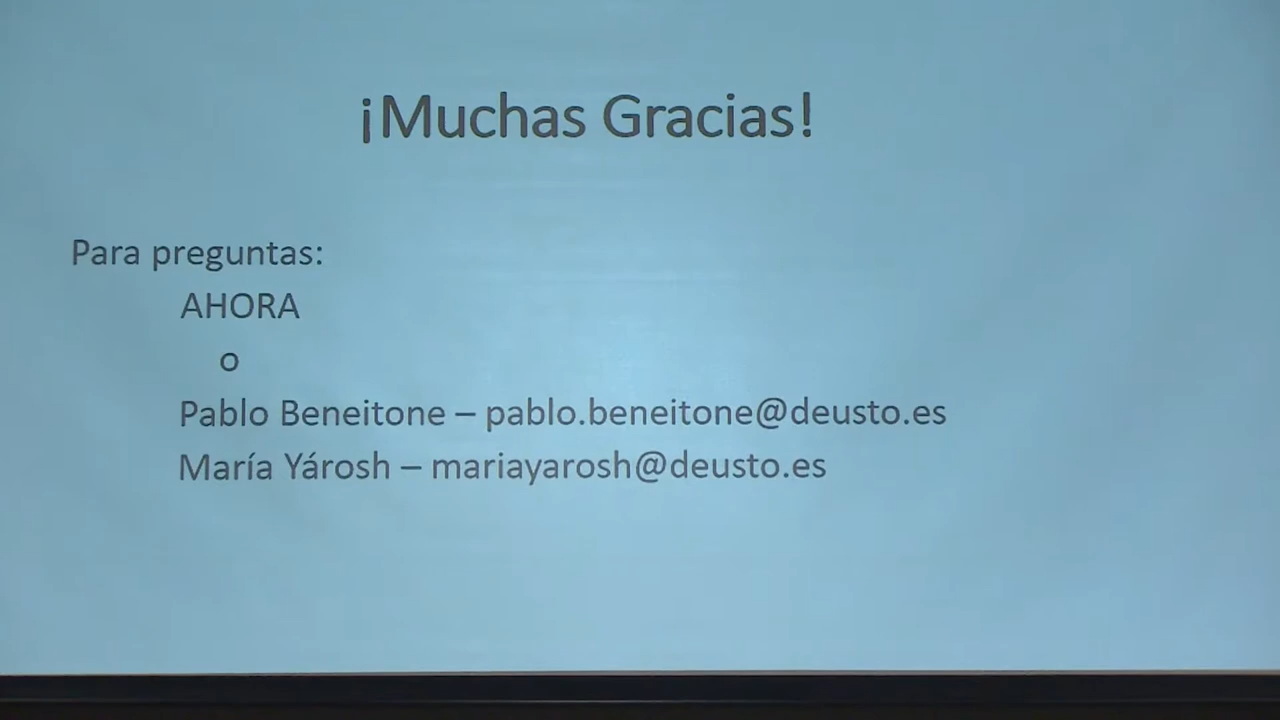 ¡Muchas Gracias!
Para preguntas:
AHORA
o
Pablo Beneitone – pablo.beneitone@deusto.es
María Yárosh – mariayarosh@deusto.es